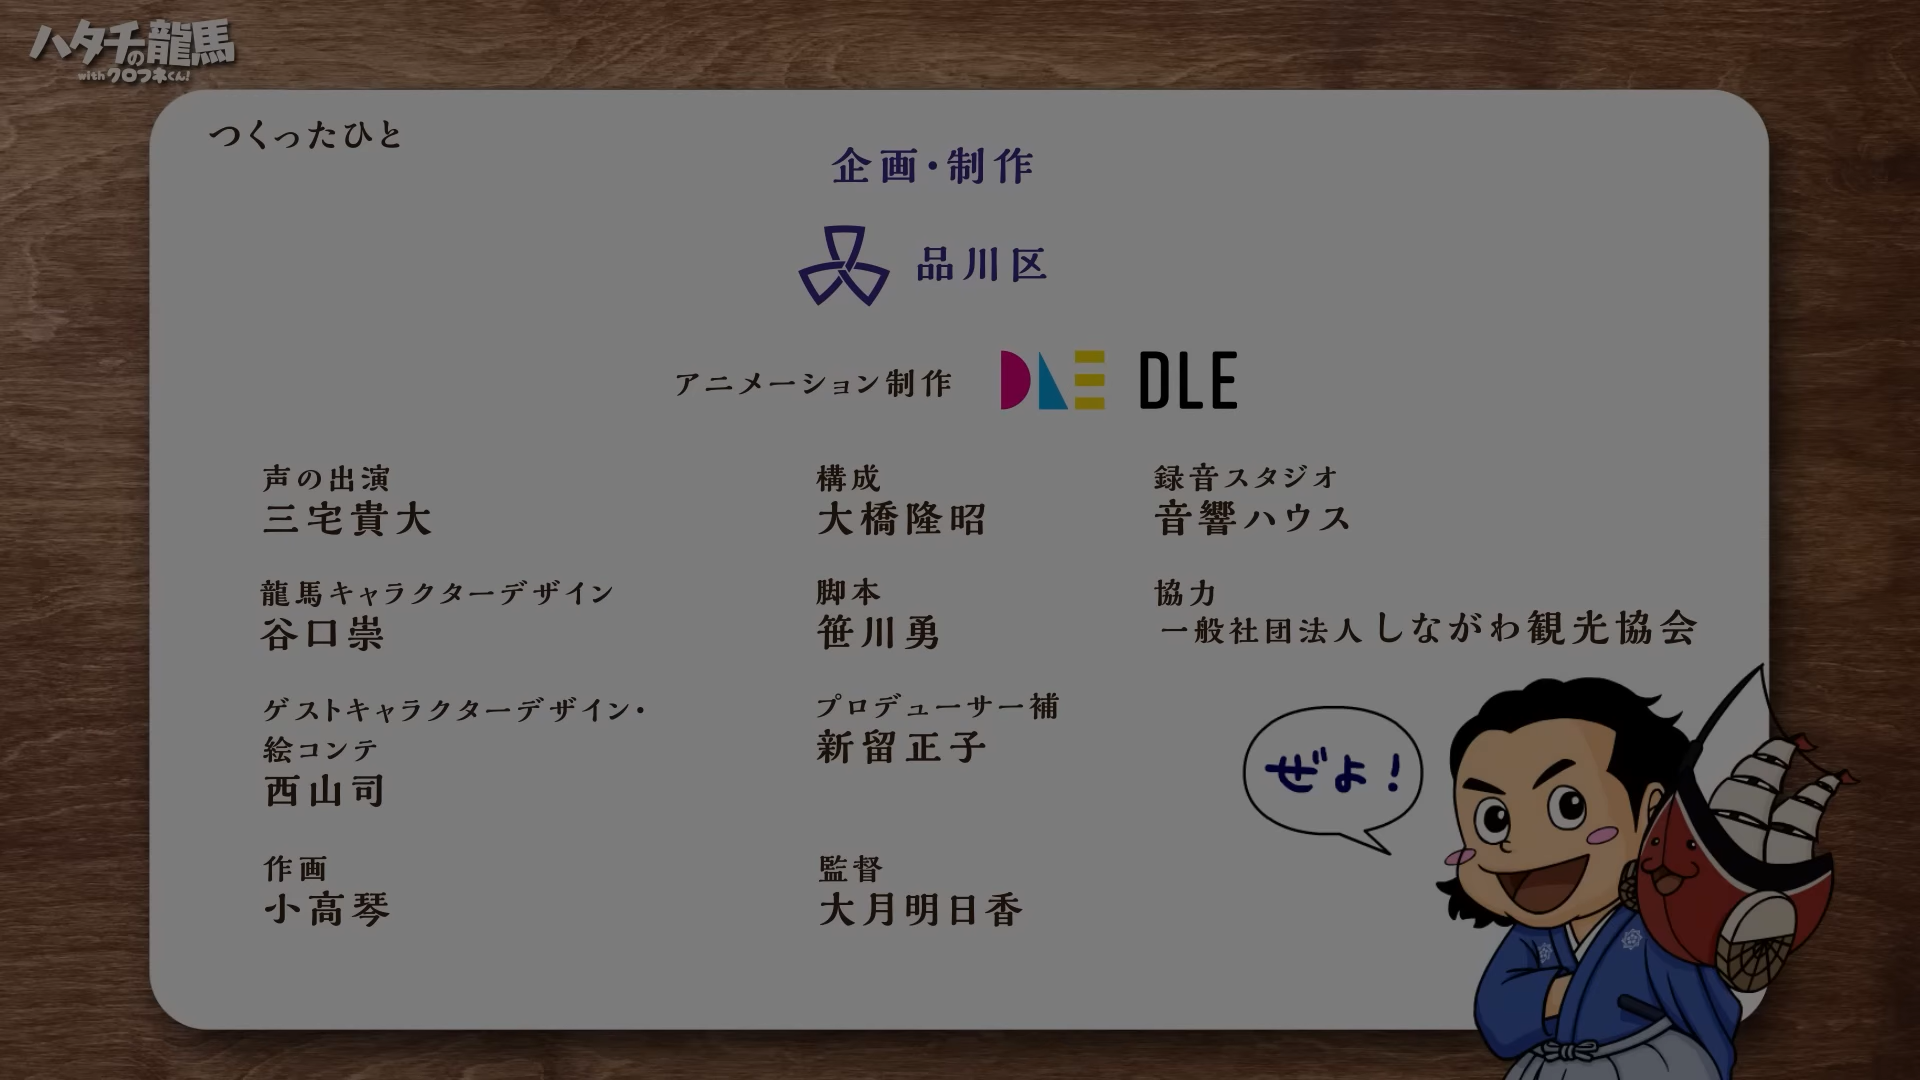 ハタチの龍馬
withクロフネくん!
つくったひと
企画・制作
品川区
アニメーション制作 DLE DLE
声の出演
三宅貴大
龍馬キャラクターデザイン
谷口崇
ゲストキャラクターデザイン・
絵コンテ
西山司
作画
小高琴
構成
大橋隆昭
脚本
笹川勇
プロデューサー補
新留正子
監督
大月明日香
録音スタジオ
音響ハウス
協力
一般社団法人しながわ観光協会
ぜよ!